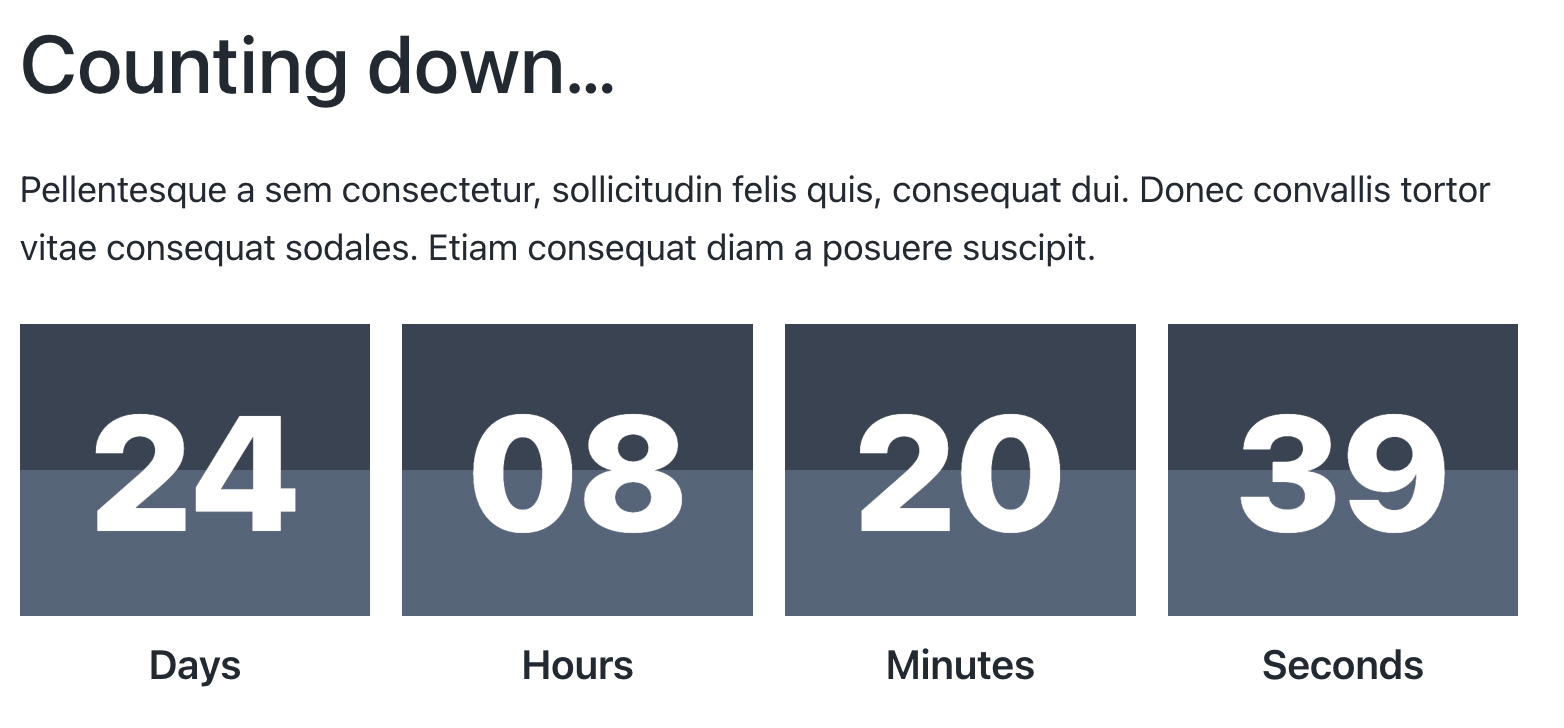 Counting down...
Pellentesque a sem consectetur, sollicitudin felis quis, consequat dui. Donec convallis tortor
vitae consequat sodales. Etiam consequat diam a posuere suscipit.
24 08 20 39
Days Hours Minutes Seconds